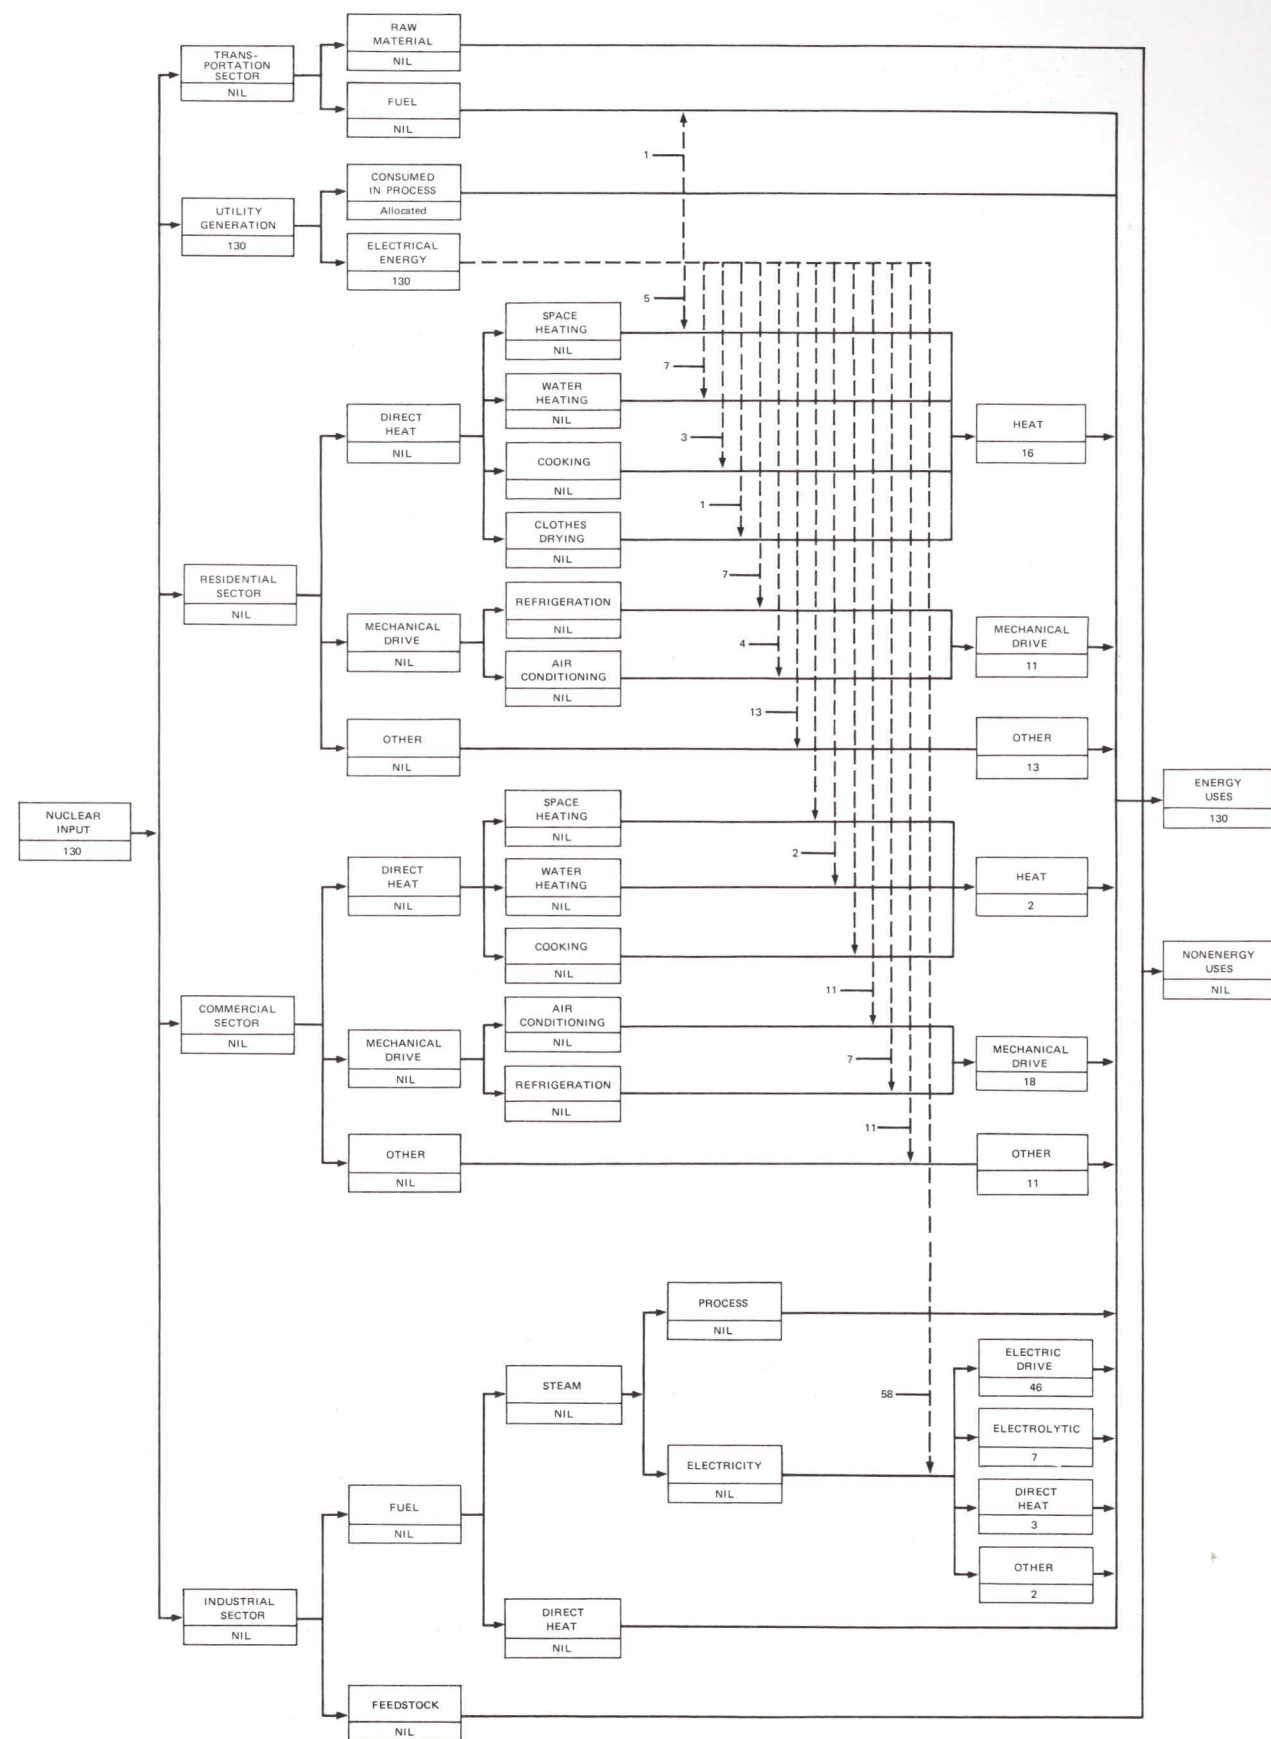 RAW
MATERIAL
NIL
TRANS-
PORTATION
SECTOR
NIL
FUEL
NIL
1
CONSUMED
IN PROCESS
Allocated
UTILITY
GENERATION
130
ELECTRICAL
ENERGY
130
5
SPACE
HEATING
NIL
7
WATER
HEATING
NIL
DIRECT
HEAT
NIL
HEAT
16
3
COOKING
NIL
1
CLOTHES
DRYING
NIL
7
RESIDENTIAL
SECTOR
NIL
REFRIGERATION
NIL
MECHANICAL
DRIVE
NIL
4
MECHANICAL
DRIVE
11
AIR
CONDITIONING
NIL
13
OTHER
NIL
OTHER
13
ENERGY
USES
130
NUCLEAR
INPUT
130
SPACE
HEATING
NIL
2
DIRECT
HEAT
NIL
WATER
HEATING
NIL
HEAT
2
COOKING
NIL
NONENERGY
USES
NIL
11
COMMERCIAL
SECTOR
NIL
AIR
CONDITIONING
NIL
MECHANICAL
DRIVE
NIL
7
MECHANICAL
DRIVE
18
REFRIGERATION
NIL
11
OTHER
NIL
OTHER
11
PROCESS
NIL
ELECTRIC
DRIVE
46
STEAM
NIL
58
ELECTROLYTIC
7
ELECTRICITY
NIL
FUEL
NIL
DIRECT
HEAT
3
OTHER
2
INDUSTRIAL
SECTOR
NIL
DIRECT
HEAT
NIL
FEEDSTOCK
NIL